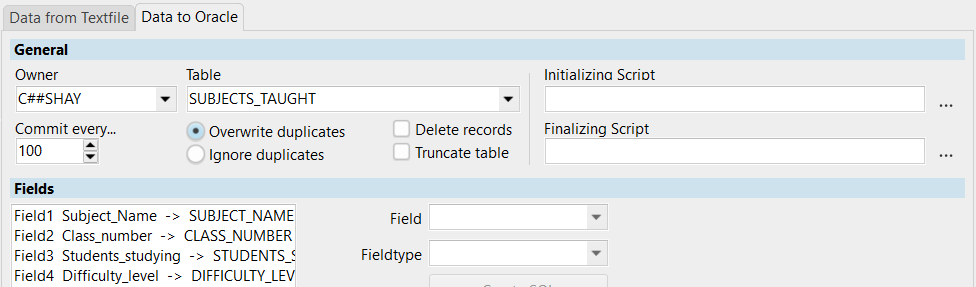 Data from Textfile Data to Oracle
General
Owner Table Initializing Script
C##SHAY SUBJECTS_TAUGHT ...
Commit every... Overwrite duplicates Delete records Finalizing Script
100 Ignore duplicates Truncate table ...
Fields
Field1 Subject_Name -> SUBJECT_NAME Field
Field2 Class_number -> CLASS_NUMBER
Field3 Students_studying -> STUDENTS_S Fieldtype
Field4 Difficulty_level -> DIFFICULTY_LEV